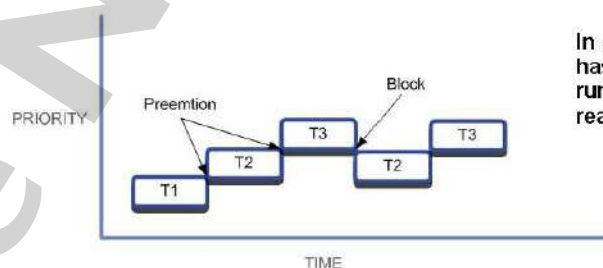 In
has
run
rea
PRIORITY
Preemtion
Block
T1
T2
T3
T2
T3
TIME